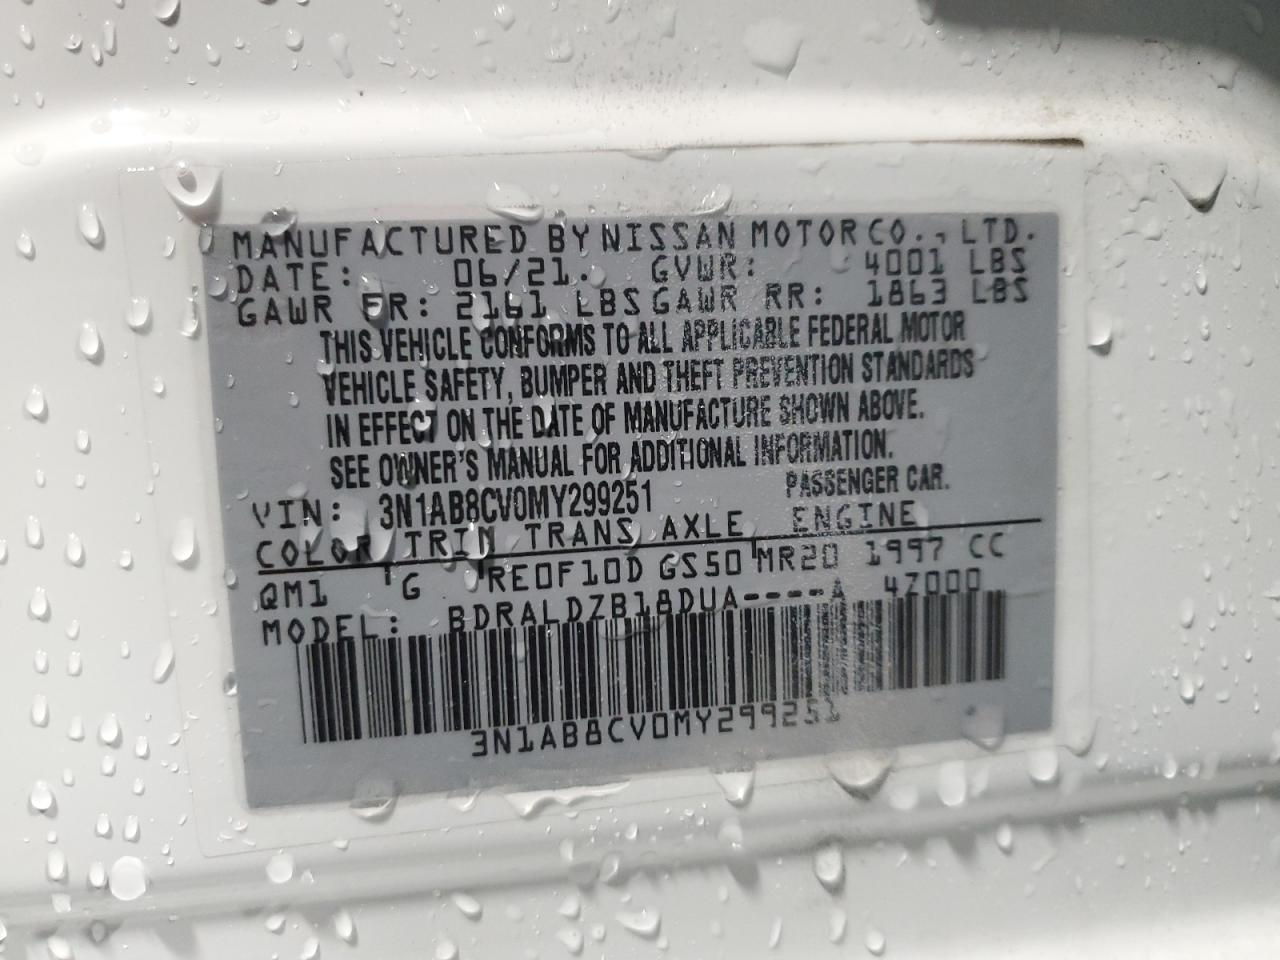 MANUFACTURED BY NISSAN MOTOR CO., LTD.
DATE: 06/21. GVWR: 4001 LBS
GAWR FR: 2161 LBS GAWR RR: 1863 LBS
THIS VEHICLE CONFORMS TO ALL APPLICABLE FEDERAL MOTOR
VEHICLE SAFETY, BUMPER AND THEFT PREVENTION STANDARDS
IN EFFECT ON THE DATE OF MANUFACTURE SHOWN ABOVE.
SEE OWNER'S MANUAL FOR ADDITIONAL INFORMATION.
VIN: 3N1AB8CV0MY299251 PASSENGER CAR.
COLOR TRIM TRANS AXLE ENGINE
QM1 G RE0F10D GS50 MR20 1997 CC
MODEL: BDRALDZB18DUA----A 4Z000
3N1AB8CV0MY299251